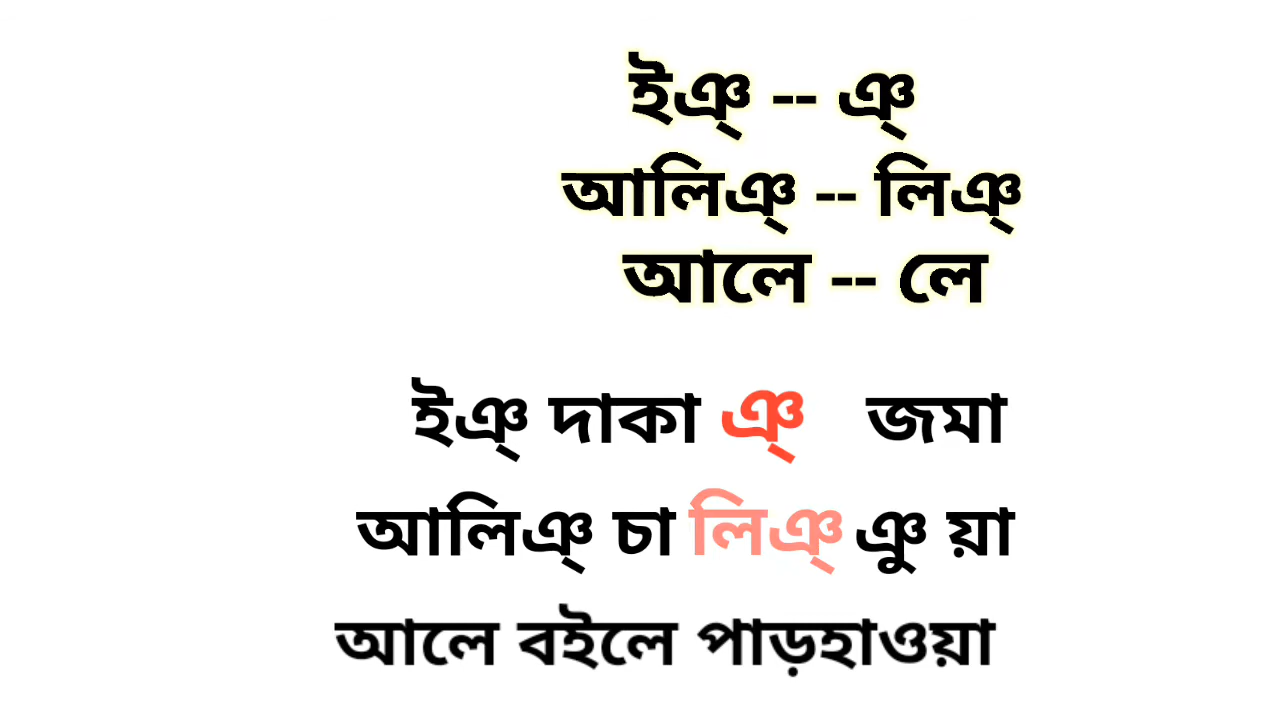 ইঞ্ -- ঞ্
আলিঞ্ -- লিঞ্
আলে -- লে
ইঞ্ দাকা ঞ্ জমা
আলিঞ্ চা লিঞ্ ঞু য়া
আলে বইলে পাড়হাওয়া